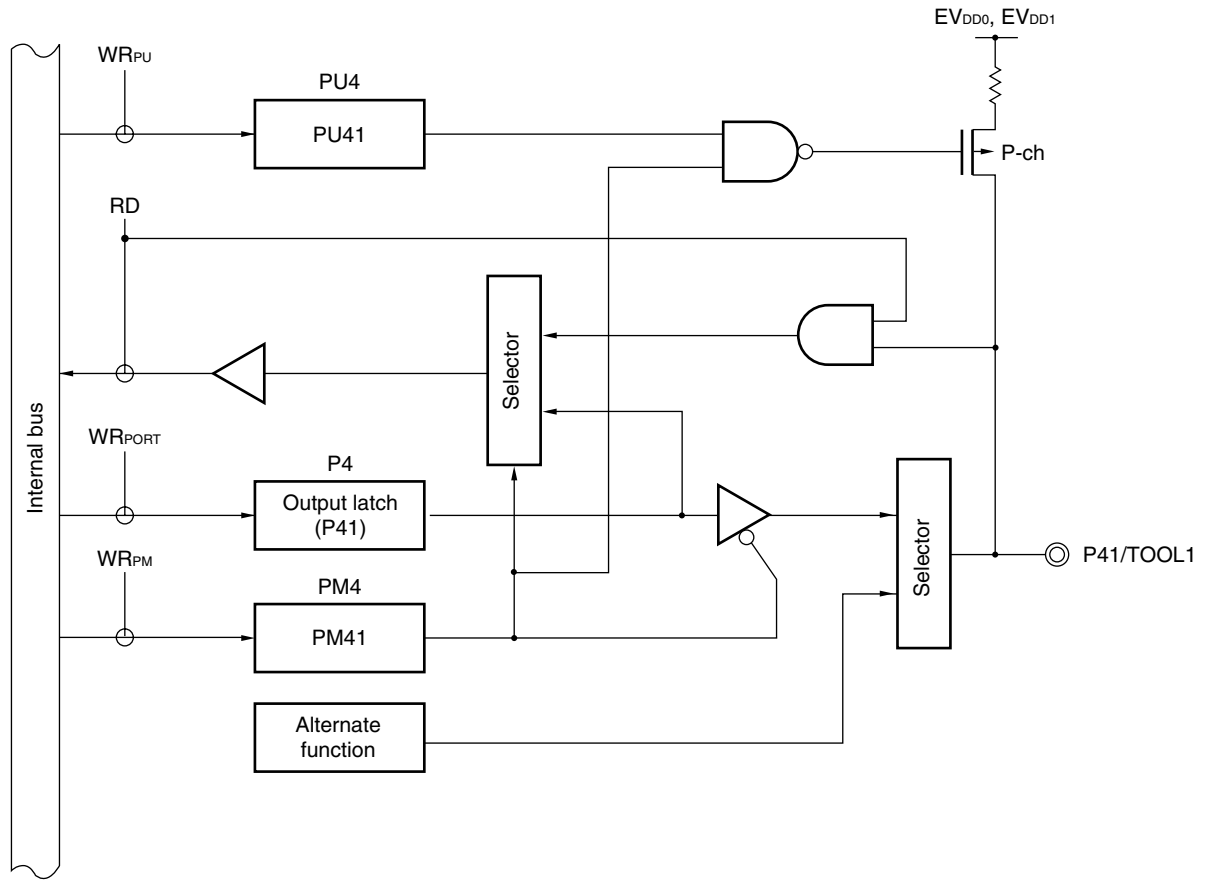 EVDD0, EVDD1
WRPU
PU4
PU41
P-ch
RD
Selector
Internal bus
WRPORT
P4
Output latch
(P41)
Selector
P41/TOOL1
WRPM
PM4
PM41
Alternate
function